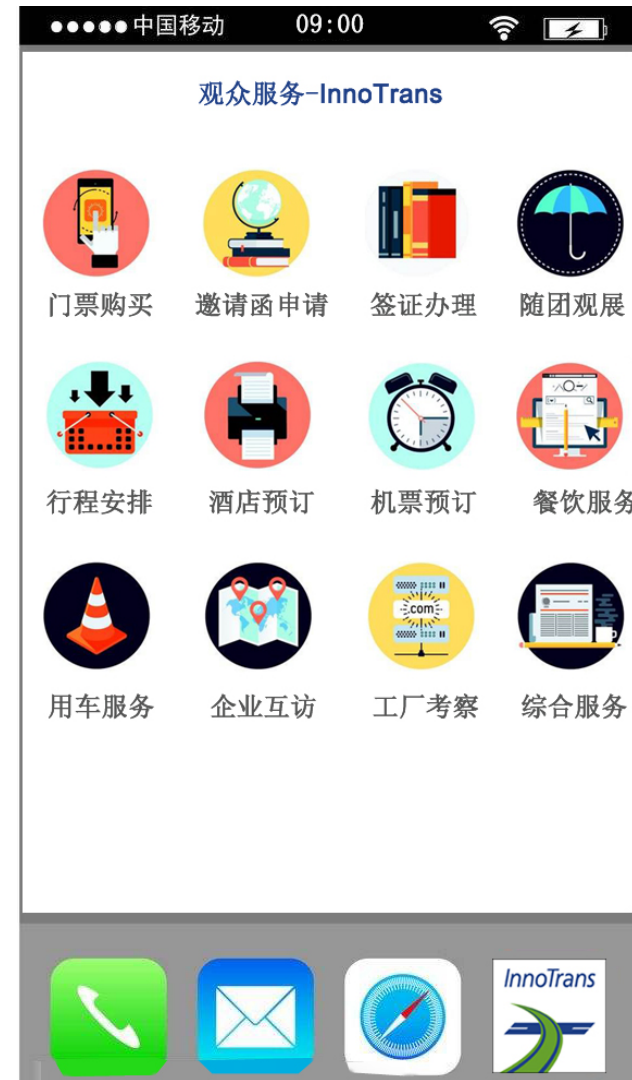 中国移动 09:00
观众服务-InnoTrans
门票购买 邀请函申请 签证办理 随团观展
行程安排 酒店预订 机票预订 餐饮服务
.com
用车服务 企业互访 工厂考察 综合服务
InnoTrans